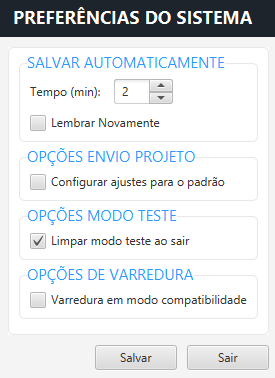 PREFERÊNCIAS DO SISTEMA
SALVAR AUTOMATICAMENTE
Tempo (min): 2
Lembrar Novamente
OPÇÕES ENVIO PROJETO
Configurar ajustes para o padrão
OPÇÕES MODO TESTE
Limpar modo teste ao sair
OPÇÕES DE VARREDURA
Varredura em modo compatibilidade
Salvar Sair